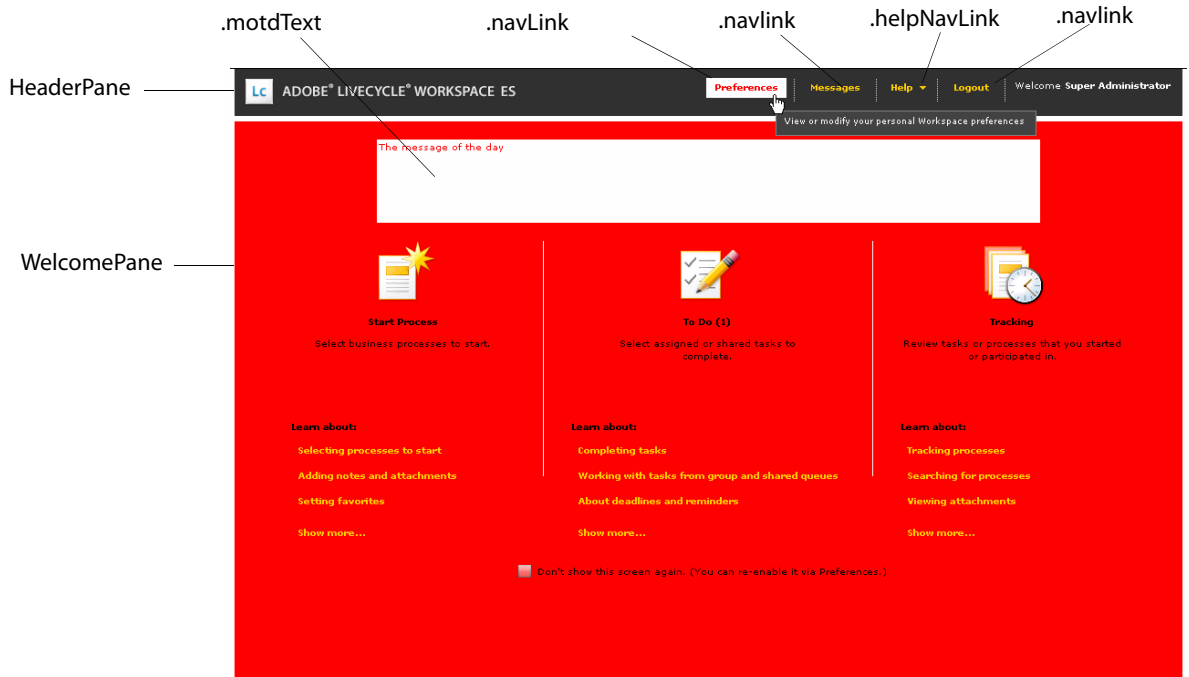 .motdText .navLink .navlink .helpNavLink .navlink
HeaderPane
Lc ADOBE® LIVECYCLE® WORKSPACE ES
Preferences Messages Help Logout Welcome Super Administrator
View or modify your personal Workspace preferences
The message of the day
WelcomePane
Start Process
Select business processes to start.
To Do (1)
Select assigned or shared tasks to
complete.
Tracking
Review tasks or processes that you started
or participated in.
Learn about:
Selecting processes to start
Adding notes and attachments
Setting favorites
Show more...
Learn about:
Completing tasks
Working with tasks from group and shared queues
About deadlines and reminders
Show more...
Learn about:
Tracking processes
Searching for processes
Viewing attachments
Show more...
Don't show this screen again. (You can re-enable it via Preferences.)